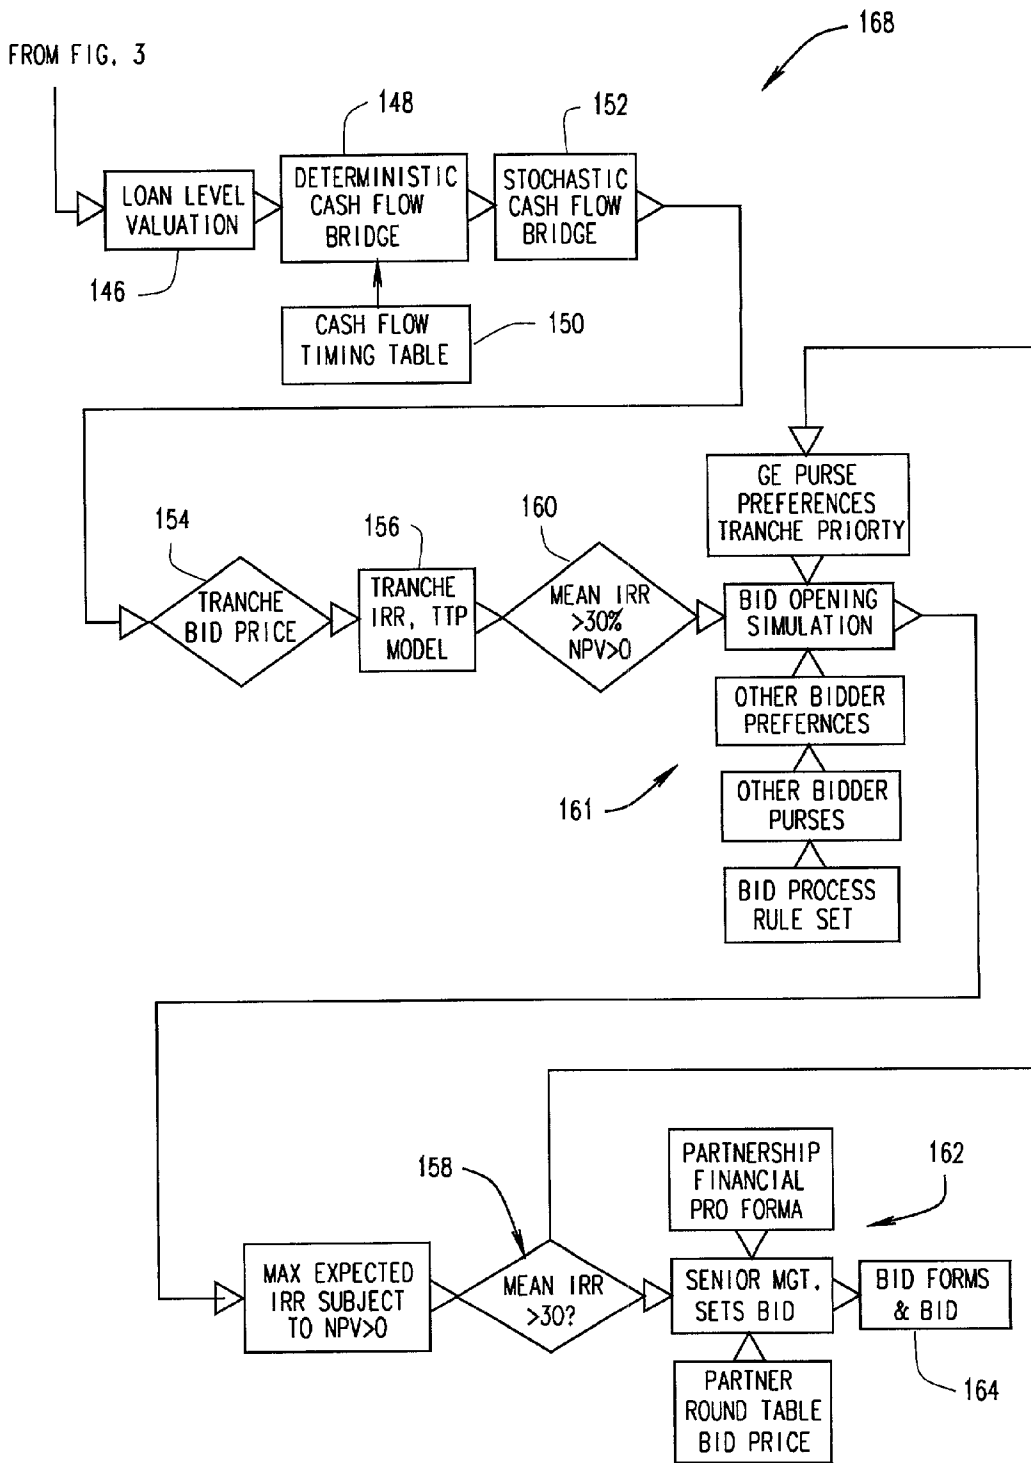 168
FROM FIG. 3
148
152
LOAN LEVEL
VALUATION
DETERMINISTIC
CASH FLOW
BRIDGE
STOCHASTIC
CASH FLOW
BRIDGE
146
CASH FLOW
TIMING TABLE
150
GE PURSE
PREFERENCES
TRANCHE PRIORTY
154
156
160
TRANCHE
BID PRICE
TRANCHE
IRR, TTP
MODEL
MEAN IRR
>30%
NPV>0
BID OPENING
SIMULATION
OTHER BIDDER
PREFERNCES
161
OTHER BIDDER
PURSES
BID PROCESS
RULE SET
158
PARTNERSHIP
FINANCIAL
PRO FORMA
162
MAX EXPECTED
IRR SUBJECT
TO NPV>0
MEAN IRR
>30?
SENIOR MGT.
SETS BID
BID FORMS
& BID
164
PARTNER
ROUND TABLE
BID PRICE